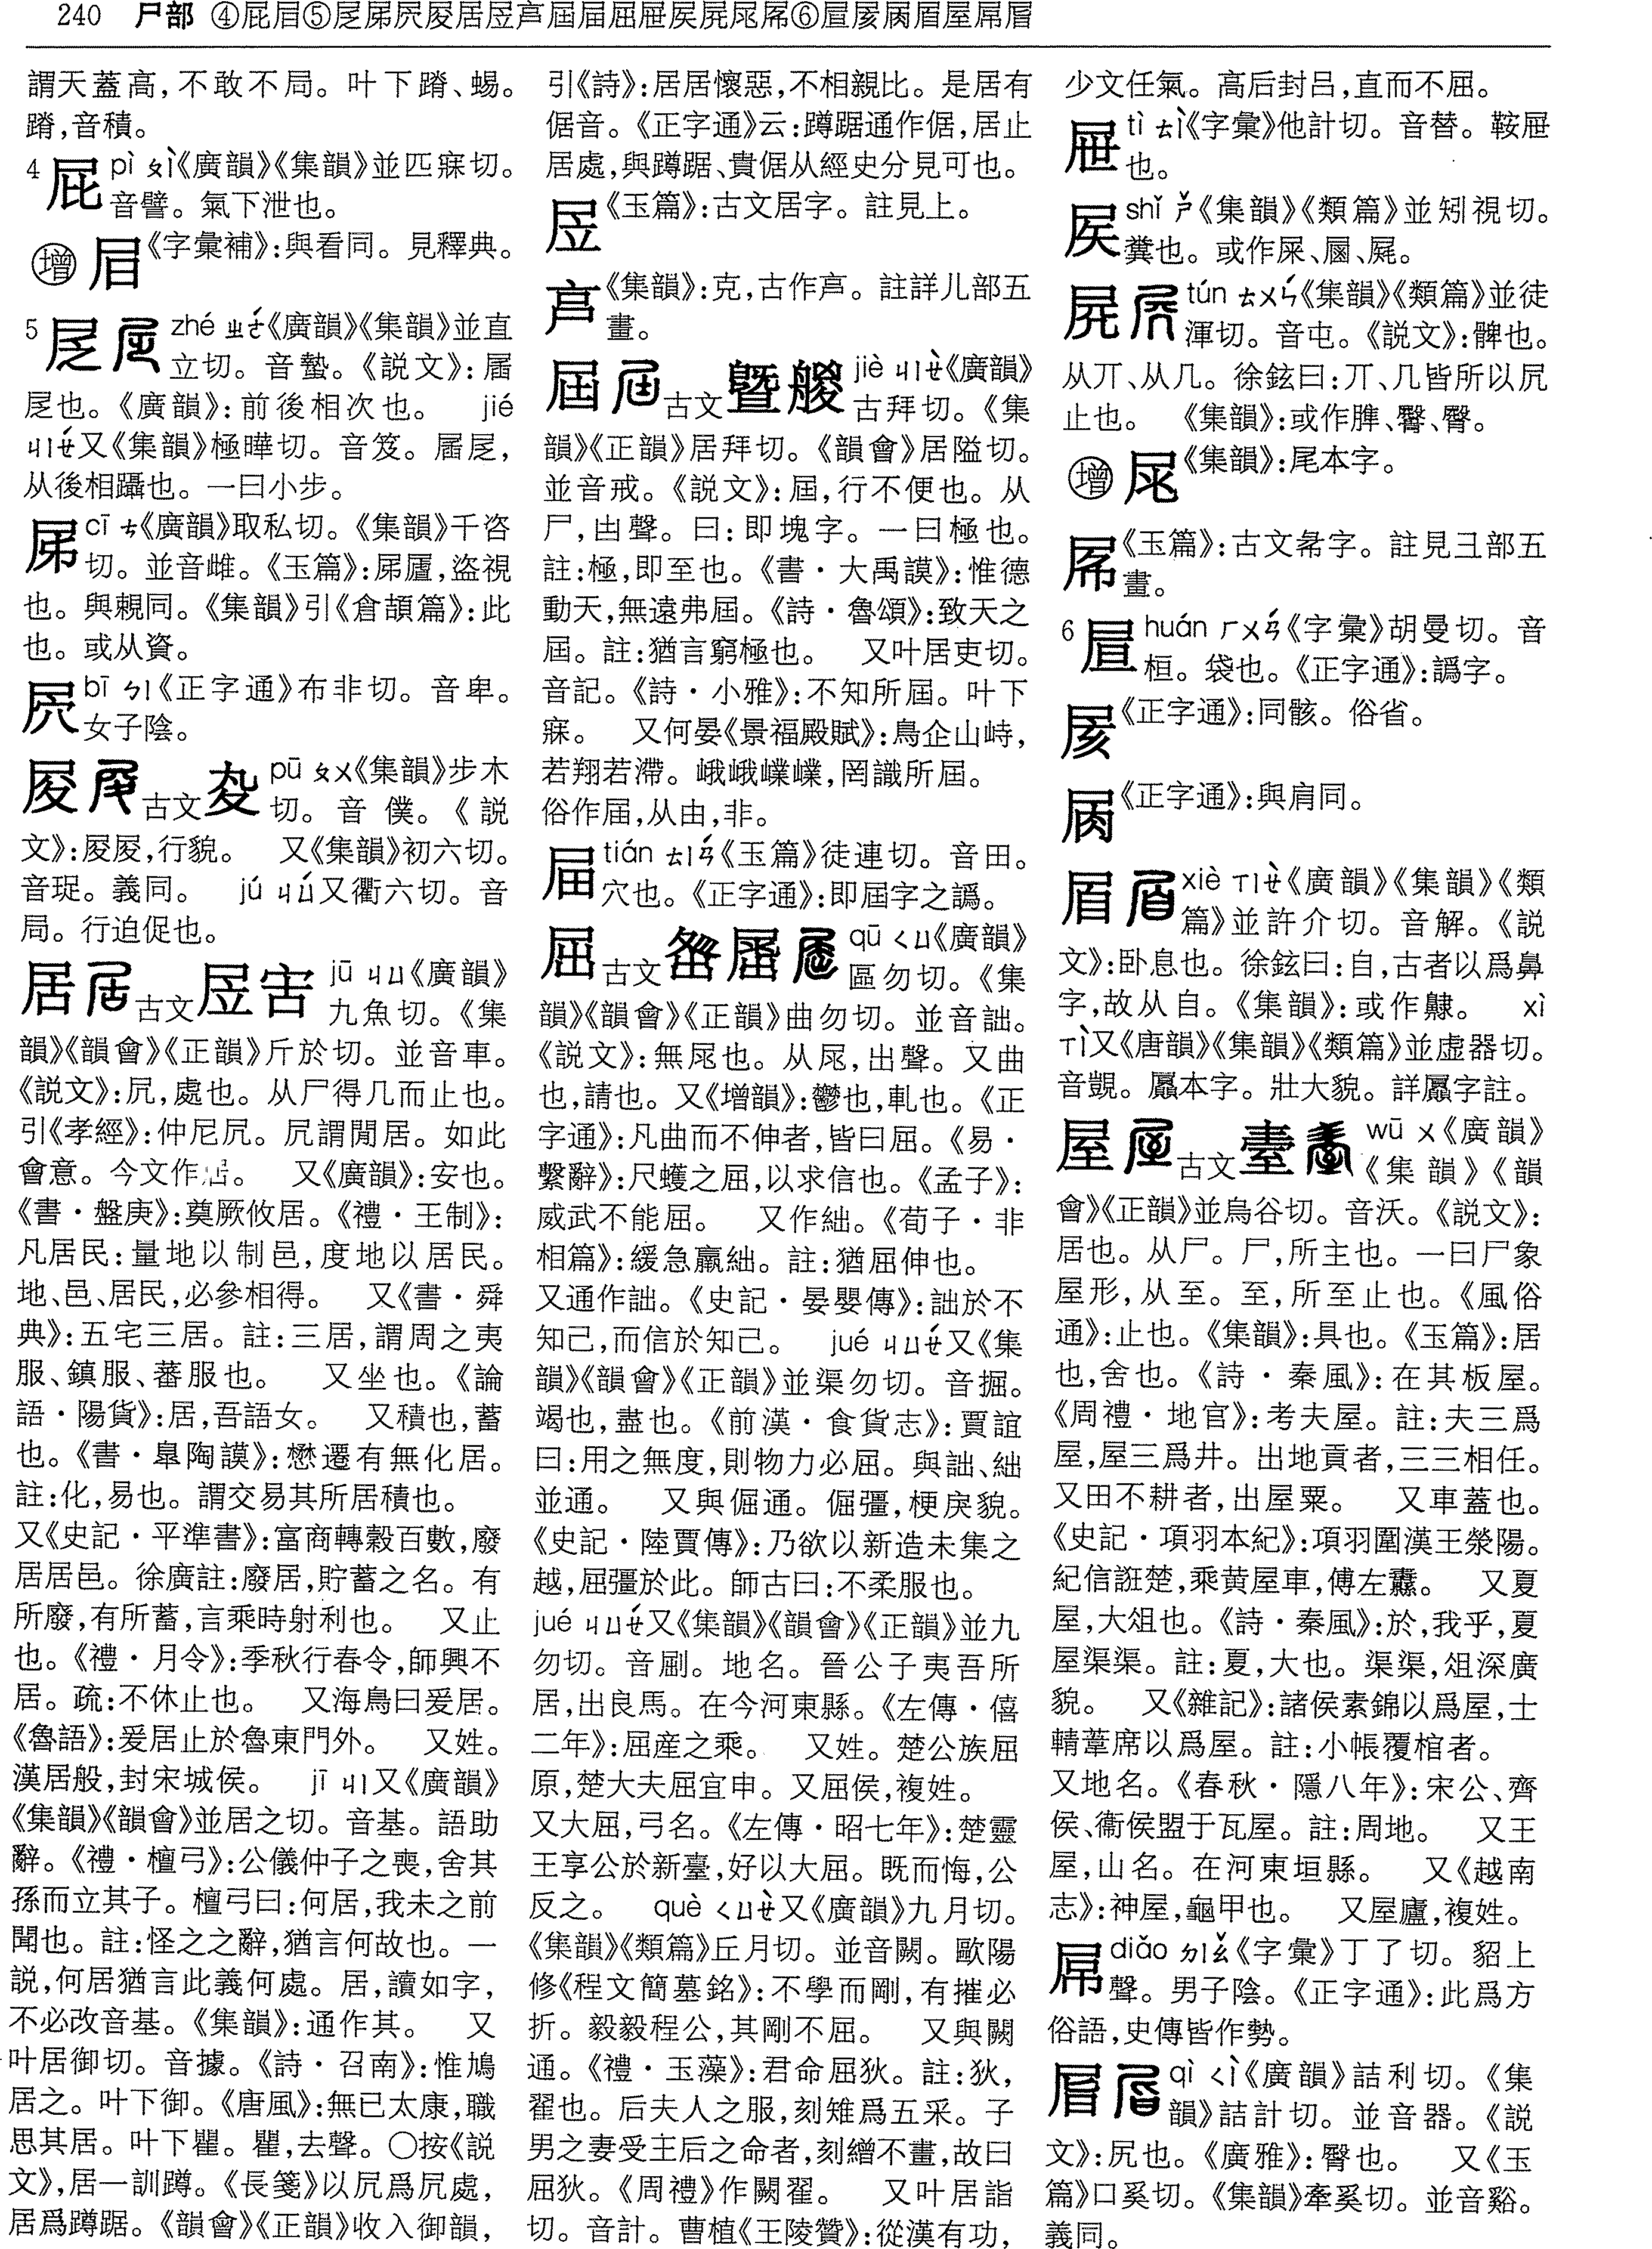 240 尸部 ④屁𡰥⑤𡰯𡲵𡱁㞎居𡱈𡱀屆届屈屉𡱁𡱂𡱒𡱝⑥𡱰𡱜𡱙眉屋屌𡱼
謂天蓋高，不敢不局。叶下蹐、蜴。
蹐，音積。
4 屁 pì ㄆㄧˋ《廣韻》《集韻》並匹寐切。
音譬。氣下泄也。
增 《字彙補》：與看同。見釋典。
5 zhé ㄓㄜˊ《廣韻》《集韻》並直
立切。音蟄。《説文》：
也。《廣韻》：前後相次也。 jié
ㄐㄧㄝˊ又《集韻》極曄切。音笈。
从後相躡也。一曰小步。
cī ㄘ《廣韻》取私切。《集韻》千咨
切。並音雌。《玉篇》：盜視
也。與覘同。《集韻》引《倉頡篇》：此
也。或从資。
bī ㄅㄧ《正字通》布非切。音卑。
女子陰。
古文 pū ㄆㄨ《集韻》步木
切。音僕。《説
文》：行貌。 又《集韻》初六切。
音珿。義同。 jú ㄐㄩˊ又衢六切。音
局。行迫促也。
居 古文 jū ㄐㄩ《廣韻》
九魚切。《集
韻》《韻會》《正韻》斤於切。並音車。
《説文》：凥，處也。从尸得几而止也。
引《孝經》：仲尼凥。凥謂閒居。如此
會意。今文作居。 又《廣韻》：安也。
《書·盤庚》：奠厥攸居。《禮·王制》：
凡居民：量地以制邑，度地以居民。
地、邑、居民，必參相得。 又《書·舜
典》：五宅三居。註：三居，謂周之夷
服、鎮服、蕃服也。 又坐也。《論
語·陽貨》：居，吾語女。 又積也，蓄
也。《書·皐陶謨》：懋遷有無化居。
註：化，易也。謂交易其所居積也。
又《史記·平準書》：富商轉轂百數，廢
居居邑。徐廣註：廢居，貯蓄之名。有
所廢，有所蓄，言乘時射利也。 又止
也。《禮·月令》：季秋行春令，師興不
居。疏：不休止也。 又海鳥曰爰居。
《魯語》：爰居止於魯東門外。 又姓。
漢居般，封宋城侯。 jī ㄐㄧ又《廣韻》
《集韻》《韻會》並居之切。音基。語助
辭。《禮·檀弓》：公儀仲子之喪，舍其
孫而立其子。檀弓曰：何居，我未之前
聞也。註：怪之之辭，猶言何故也。一
説，何居猶言此義何處。居，讀如字，
不必改音基。《集韻》：通作其。 又
叶居御切。音據。《詩·召南》：惟鳩
居之。叶下御。《唐風》：無已太康，職
思其居。叶下瞿。瞿，去聲。○按《説
文》，居一訓蹲。《長箋》以凥爲凥處，
居爲蹲踞。《韻會》《正韻》收入御韻，
引《詩》：居居懷惡，不相親比。是居有
倨音。《正字通》云：蹲踞通作倨，居止
居處，與蹲踞、貴倨从經史分見可也。
《玉篇》：古文居字。註見上。
《集韻》：克，古作𠅏。註詳儿部五
畫。
屆 古文 jiè ㄐㄧㄝˋ《廣韻》
古拜切。《集
韻》《正韻》居拜切。《韻會》居隘切。
並音戒。《説文》：屆，行不便也。从
尸，凷聲。曰：即塊字。一曰極也。
註：極，即至也。《書·大禹謨》：惟德
動天，無遠弗屆。《詩·魯頌》：致天之
屆。註：猶言窮極也。 又叶居吏切。
音記。《詩·小雅》：不知所屆。叶下
寐。 又何晏《景福殿賦》：鳥企山峙，
若翔若滯。峨峨嶫嶫，罔識所屆。
俗作届，从由，非。
届 tián ㄊㄧㄢˊ《玉篇》徒連切。音田。
穴也。《正字通》：即屆字之譌。
屈 古文 qū ㄑㄩ《廣韻》
區勿切。《集
韻》《韻會》《正韻》曲勿切。並音詘。
《説文》：無尾也。从尾，出聲。又曲
也，請也。又《增韻》：鬱也，軋也。《正
字通》：凡曲而不伸者，皆曰屈。《易·
繫辭》：尺蠖之屈，以求信也。《孟子》：
威武不能屈。 又作絀。《荀子·非
相篇》：緩急羸絀。註：猶屈伸也。
又通作詘。《史記·晏嬰傳》：詘於不
知己，而信於知己。 jué ㄐㄩㄝˊ又《集
韻》《韻會》《正韻》並渠勿切。音掘。
竭也，盡也。《前漢·食貨志》：賈誼
曰：用之無度，則物力必屈。與詘、絀
並通。 又與倔通。倔彊，梗戾貌。
《史記·陸賈傳》：乃欲以新造未集之
越，屈彊於此。師古曰：不柔服也。
jué ㄐㄩㄝˊ又《集韻》《韻會》《正韻》並九
勿切。音㔃。地名。晉公子夷吾所
居，出良馬。在今河東縣。《左傳·僖
二年》：屈產之乘。 又姓。楚公族屈
原，楚大夫屈宜申。又屈侯，複姓。
又大屈，弓名。《左傳·昭七年》：楚靈
王享公於新臺，好以大屈。既而悔，公
反之。 què ㄑㄩㄝˋ又《廣韻》九月切。
《集韻》《類篇》丘月切。並音闕。歐陽
修《程文簡墓銘》：不學而剛，有摧必
折。毅毅程公，其剛不屈。 又與闕
通。《禮·玉藻》：君命屈狄。註：狄，
翟也。后夫人之服，刻雉爲五采。子
男之妻受王后之命者，刻繒不畫，故曰
屈狄。《周禮》作闕翟。 又叶居詣
切。音計。曹植《王陵贊》：從漢有功，
少文任氣。高后封吕，直而不屈。
屉 tì ㄊㄧˋ《字彙》他計切。音替。鞍屉
也。
shǐ ㄕˇ《集韻》《類篇》並矧視切。
糞也。或作屎、屙、屍。
tún ㄊㄨㄣˊ《集韻》《類篇》並徒
渾切。音屯。《説文》：髀也。
从丌、从几。徐鉉曰：丌、几皆所以凥
止也。 《集韻》：或作脽、臀、臋。
增 《集韻》：尾本字。
《玉篇》：古文㣇字。註見彐部五
畫。
6 huán ㄏㄨㄢˊ《字彙》胡曼切。音
桓。袋也。《正字通》：譌字。
《正字通》：同骸。俗省。
《正字通》：與肩同。
xiè ㄒㄧㄝˋ《廣韻》《集韻》《類
篇》並許介切。音解。《説
文》：卧息也。徐鉉曰：自，古者以爲鼻
字，故从自。《集韻》：或作齂。 xì
ㄒㄧˋ又《唐韻》《集韻》《類篇》並虚器切。
音覬。屭本字。壯大貌。詳屭字註。
屋 古文 wū ㄨ《廣韻》
《集韻》《韻
會》《正韻》並烏谷切。音沃。《説文》：
居也。从尸。尸，所主也。一曰尸象
屋形，从至。至，所至止也。《風俗
通》：止也。《集韻》：具也。《玉篇》：居
也，舍也。《詩·秦風》：在其板屋。
《周禮·地官》：考夫屋。註：夫三爲
屋，屋三爲井。出地貢者，三三相任。
又田不耕者，出屋粟。 又車蓋也。
《史記·項羽本紀》：項羽圍漢王滎陽。
紀信誑楚，乘黄屋車，傅左纛。 又夏
屋，大俎也。《詩·秦風》：於，我乎，夏
屋渠渠。註：夏，大也。渠渠，俎深廣
貌。 又《雜記》：諸侯素錦以爲屋，士
輤葦席以爲屋。註：小帳覆棺者。
又地名。《春秋·隱八年》：宋公、齊
侯、衞侯盟于瓦屋。註：周地。 又王
屋，山名。在河東垣縣。 又《越南
志》：神屋，龜甲也。 又屋廬，複姓。
屌 diǎo ㄉㄧㄠˇ《字彙》丁了切。貂上
聲。男子陰。《正字通》：此爲方
俗語，史傳皆作勢。
qì ㄑㄧˋ《廣韻》詰利切。《集
韻》詰計切。並音器。《説
文》：凥也。《廣雅》：臀也。 又《玉
篇》口奚切。《集韻》牽奚切。並音谿。
義同。